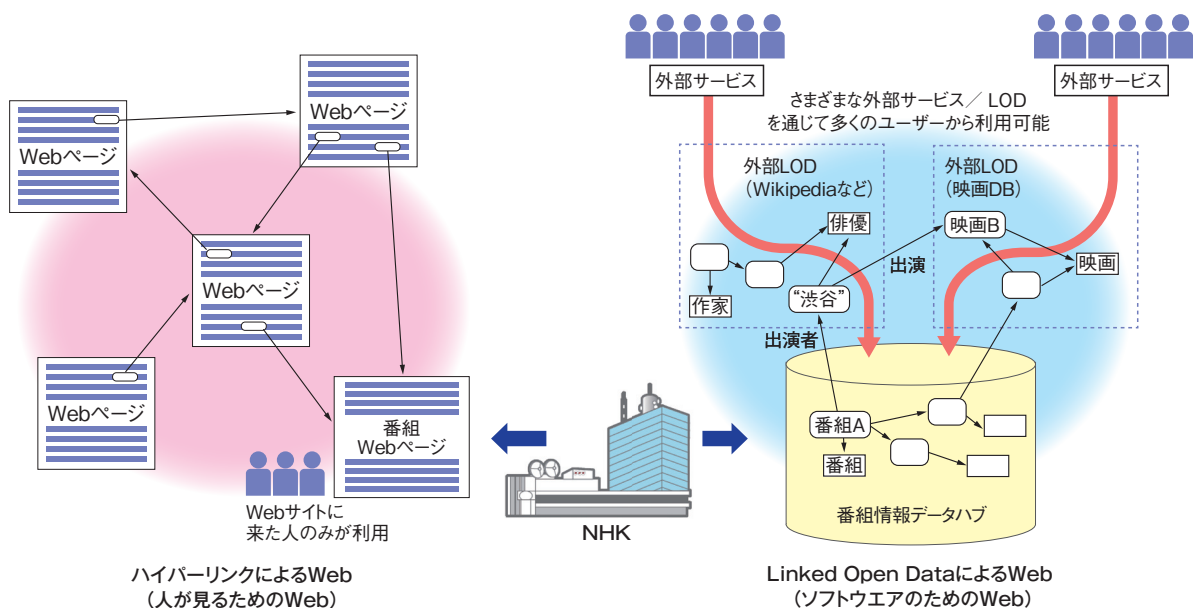 Webページ
Webページ
Webページ
Webページ
番組
Webページ
Webサイトに
来た人のみが利用
ハイパーリンクによるWeb
（人が見るためのWeb）
NHK
外部サービス
外部サービス
さまざまな外部サービス／LOD
を通じて多くのユーザーから利用可能
外部LOD
（Wikipediaなど）
外部LOD
（映画DB）
俳優
映画B
出演
映画
作家
“渋谷”
出演者
番組A
番組
番組情報データハブ
Linked Open DataによるWeb
（ソフトウエアのためのWeb）